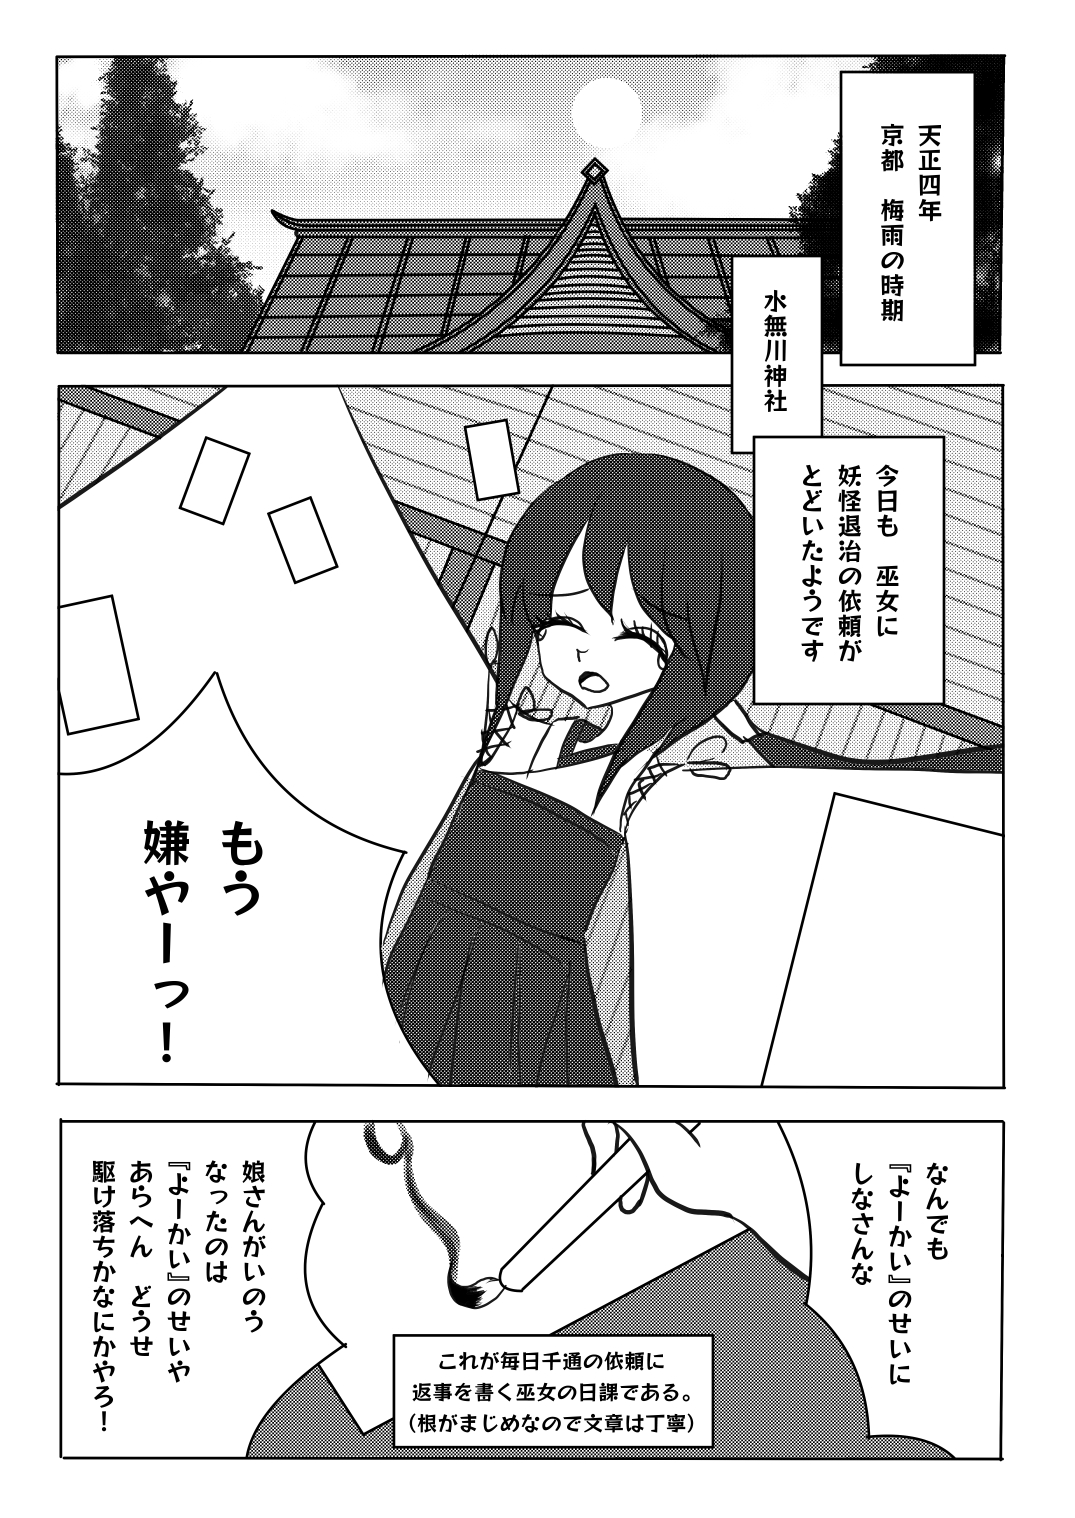 天正四年
京都　梅雨の時期
水無川神社
今日も　巫女に
妖怪退治の依頼が
とどいたようです
もう
嫌やーっ！
なんでも
『よーかい』のせいに
しなさんな
娘さんがいのう
なったのは
『よーかい』のせいや
あらへん　どうせ
駆け落ちかなにかやろ！
これが毎日千通の依頼に
返事を書く巫女の日課である。
（根がまじめなので文章は丁寧）